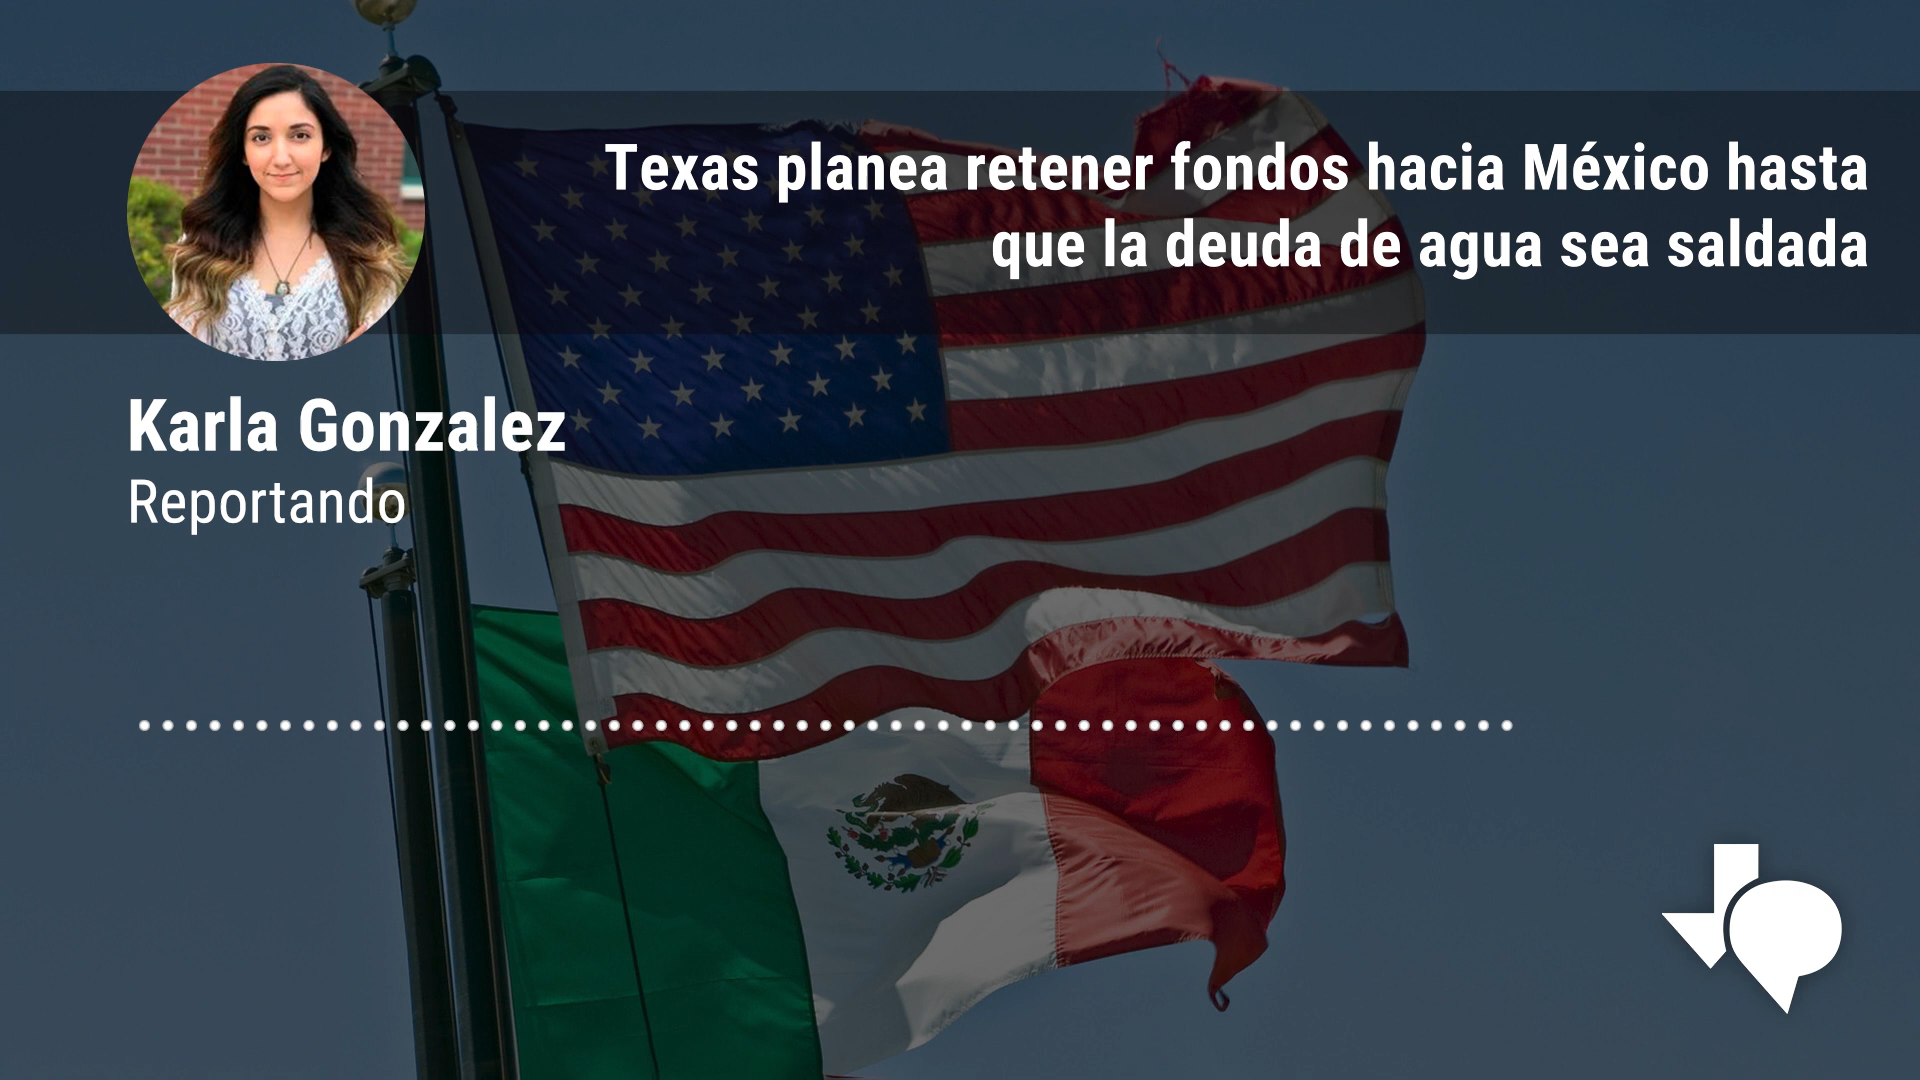 Texas planea retener fondos hacia México hasta
que la deuda de agua sea saldada
Karla Gonzalez
Reportando